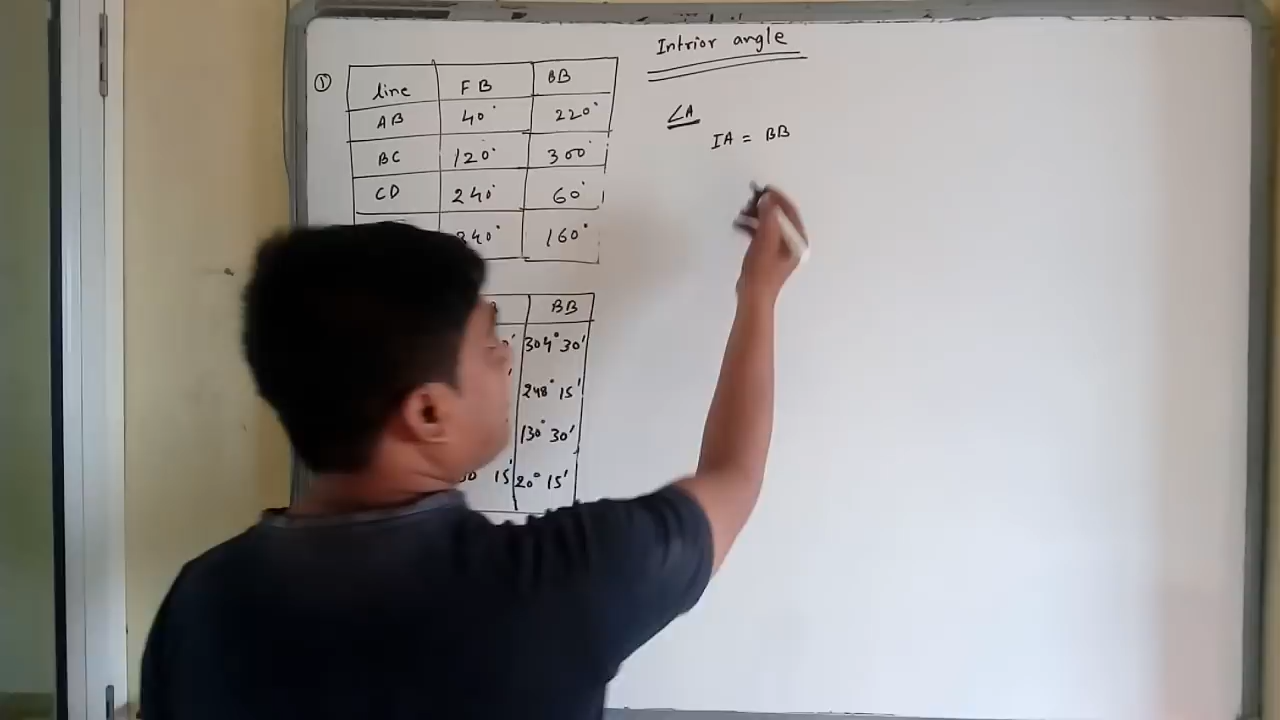 Intrior angle
①
line FB BB
AB 40° 220°
BC 120° 300°
CD 240° 60°
340° 160°
∠A
IA = BB
BB
304° 30'
248° 15'
130° 30'
15' 20° 15'